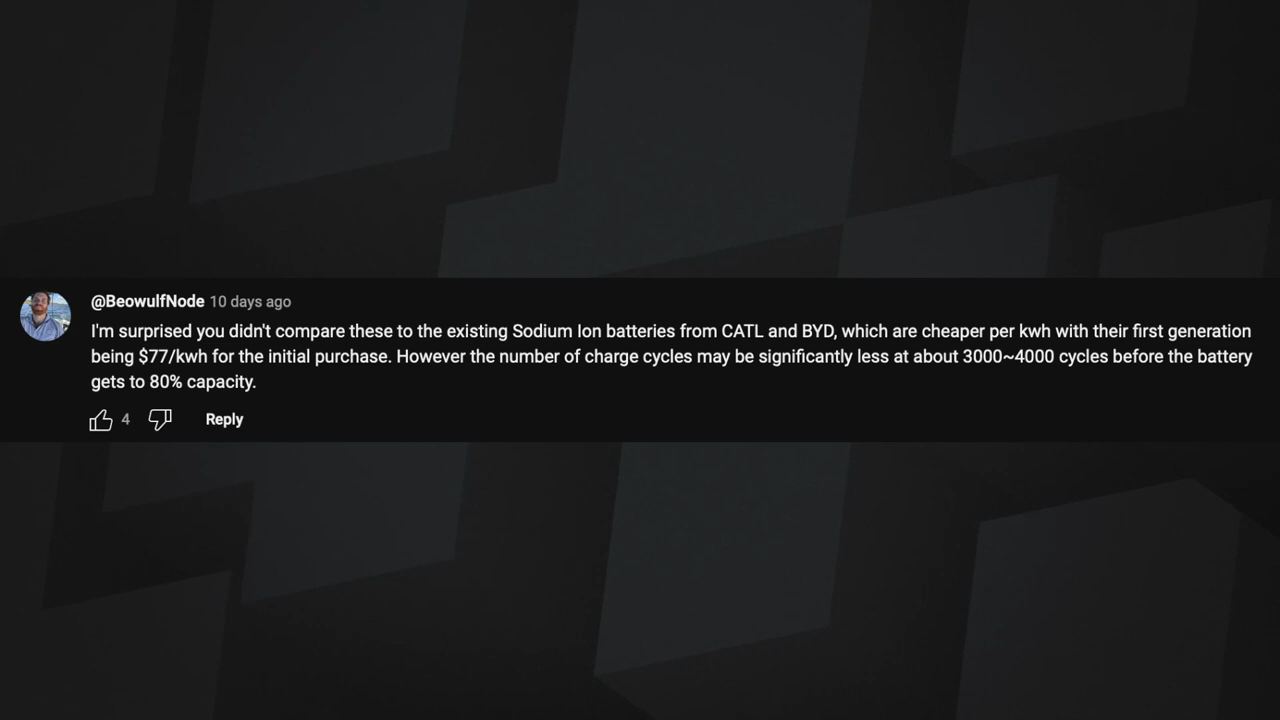 @BeowulfNode 10 days ago
I'm surprised you didn't compare these to the existing Sodium Ion batteries from CATL and BYD, which are cheaper per kwh with their first generation
being $77/kwh for the initial purchase. However the number of charge cycles may be significantly less at about 3000~4000 cycles before the battery
gets to 80% capacity.
4 Reply